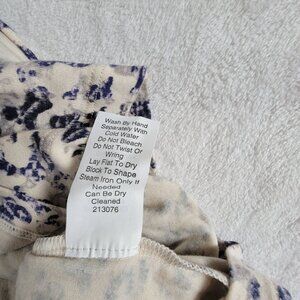 Wash By Hand
Separately With
Cold Water
Do Not Bleach
Do Not Twist Or
Wring
Lay Flat To Dry
Block To Shape
Steam Iron Only If
Needed
Can Be Dry
Cleaned
213076